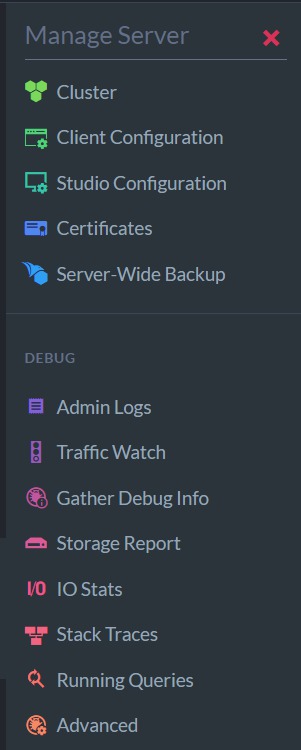 Manage Server
Cluster
Client Configuration
Studio Configuration
Certificates
Server-Wide Backup
DEBUG
Admin Logs
Traffic Watch
Gather Debug Info
Storage Report
I/O IO Stats
Stack Traces
Running Queries
Advanced